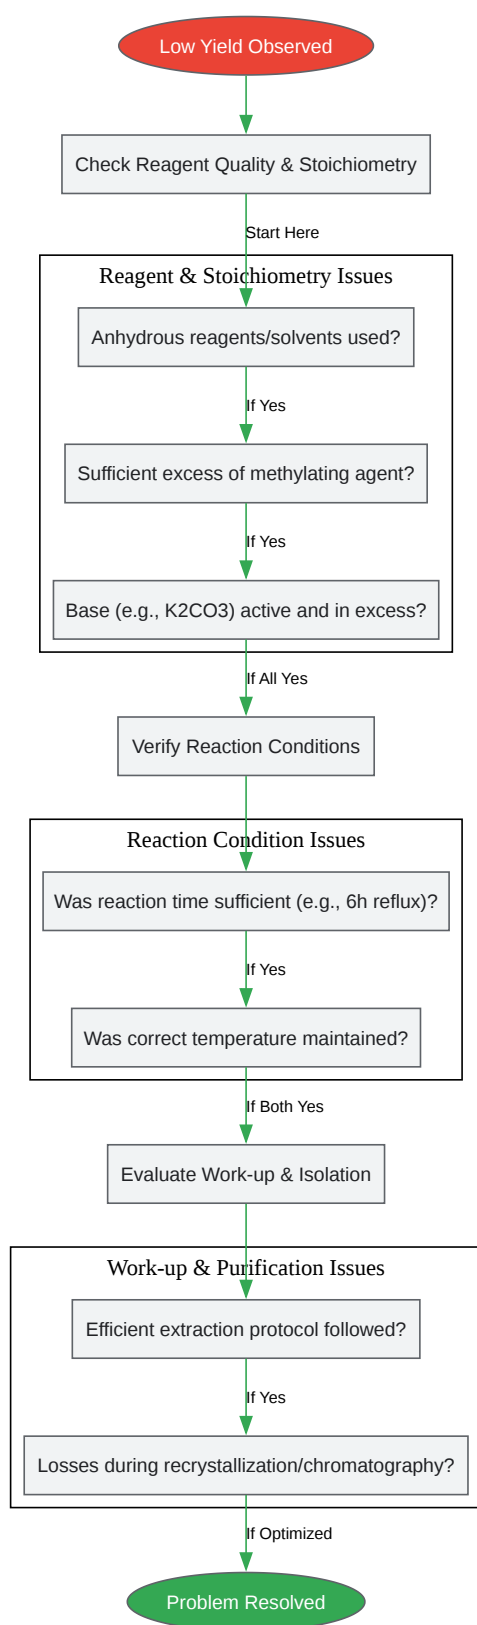 Low Yield Observed
Check Reagent Quality & Stoichiometry
Start Here
Reagent & Stoichiometry Issues
Anhydrous reagents/solvents used?
If Yes
Sufficient excess of methylating agent?
If Yes
Base (e.g., K2CO3) active and in excess?
If All Yes
Verify Reaction Conditions
Reaction Condition Issues
Was reaction time sufficient (e.g., 6h reflux)?
If Yes
Was correct temperature maintained?
If Both Yes
Evaluate Work-up & Isolation
Work-up & Purification Issues
Efficient extraction protocol followed?
If Yes
Losses during recrystallization/chromatography?
If Optimized
Problem Resolved